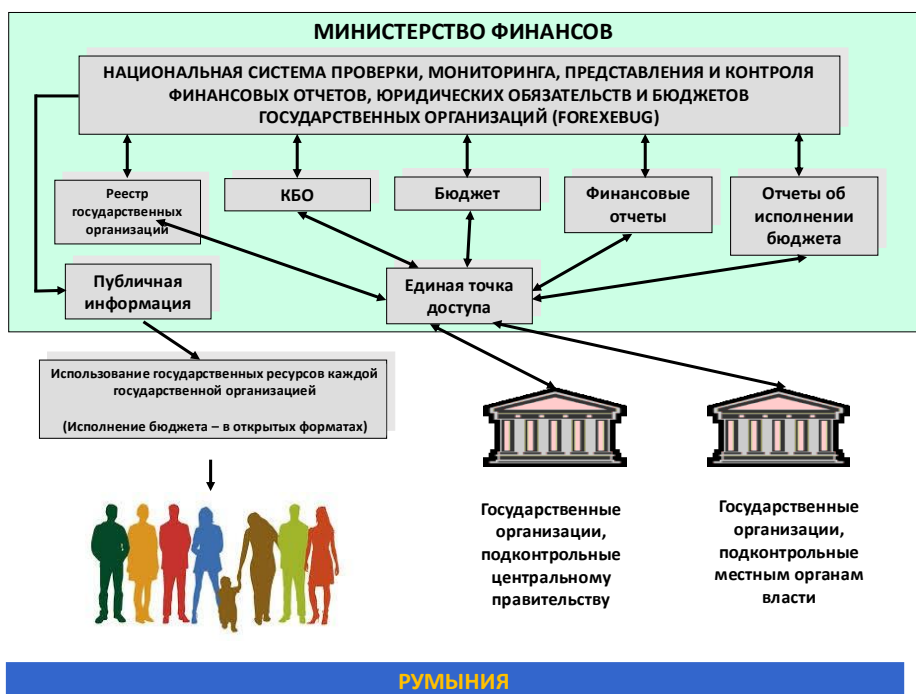 МИНИСТЕРСТВО ФИНАНСОВ
НАЦИОНАЛЬНАЯ СИСТЕМА ПРОВЕРКИ, МОНИТОРИНГА, ПРЕДСТАВЛЕНИЯ И КОНТРОЛЯ
ФИНАНСОВЫХ ОТЧЕТОВ, ЮРИДИЧЕСКИХ ОБЯЗАТЕЛЬСТВ И БЮДЖЕТОВ
ГОСУДАРСТВЕННЫХ ОРГАНИЗАЦИЙ (FOREXEBUG)
Реестр
государственных
организаций
КБО
Бюджет
Финансовые
отчеты
Отчеты об
исполнении
бюджета
Публичная
информация
Единая точка
доступа
Использование государственных ресурсов каждой
государственной организацией
(Исполнение бюджета – в открытых форматах)
Государственные
организации,
подконтрольные
центральному
правительству
Государственные
организации,
подконтрольные
местным органам
власти
РУМЫНИЯ